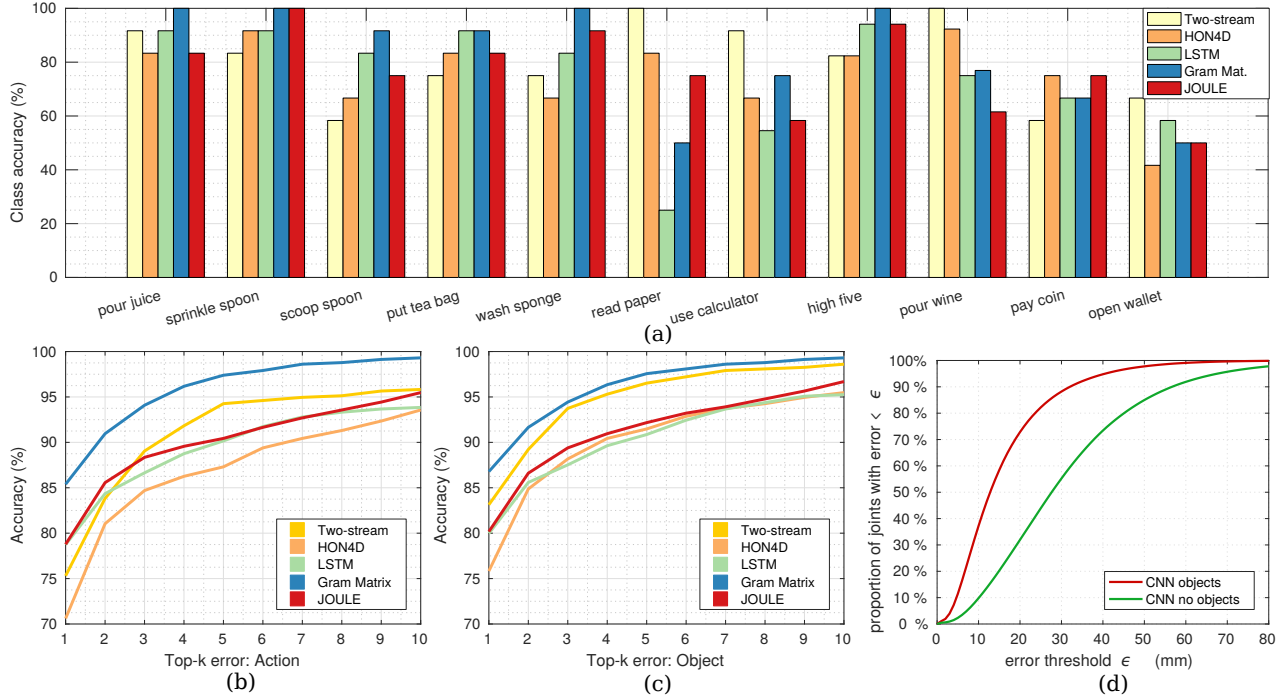 100
80
60
40
20
0
Class accuracy (%)
Two-stream
HON4D
LSTM
Gram Mat.
JOULE
pour juice
sprinkle spoon
scoop spoon
put tea bag
wash sponge
read paper
use calculator
high five
pour wine
pay coin
open wallet
(a)
100
95
90
85
80
75
70
Accuracy (%)
Two-stream
HON4D
LSTM
Gram Matrix
JOULE
1 2 3 4 5 6 7 8 9 10
Top-k error: Action
(b)
100
95
90
85
80
75
70
Accuracy (%)
Two-stream
HON4D
LSTM
Gram Matrix
JOULE
1 2 3 4 5 6 7 8 9 10
Top-k error: Object
(c)
100%
90 %
80 %
70 %
60 %
50 %
40 %
30 %
20 %
10 %
0 %
proportion of joints with error < ϵ
CNN objects
CNN no objects
0 10 20 30 40 50 60 70 80
error threshold ϵ (mm)
(d)